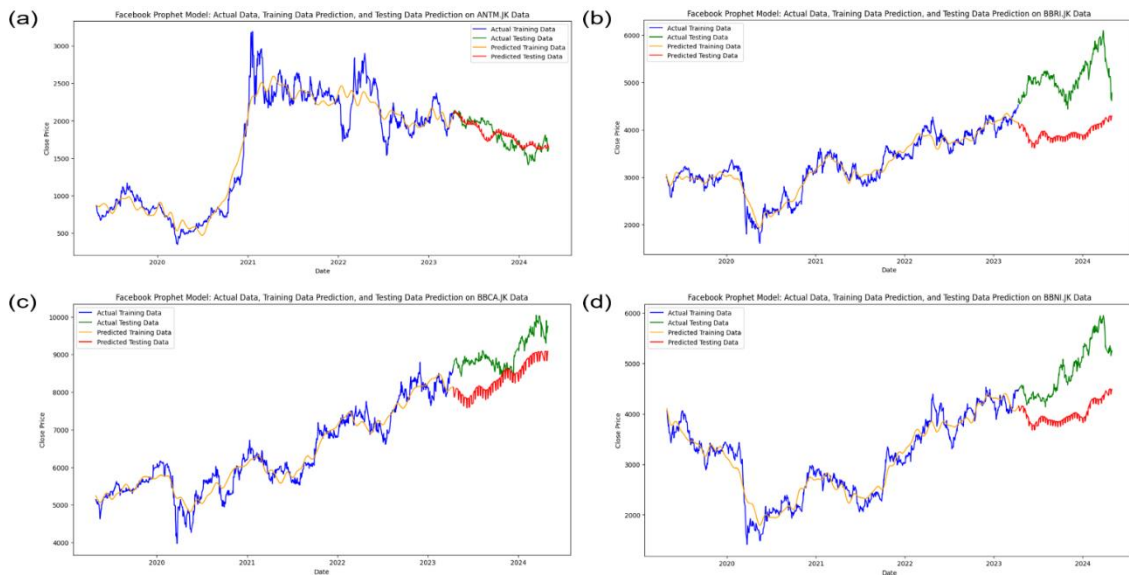 (a)
Facebook Prophet Model: Actual Data, Training Data Prediction, and Testing Data Prediction on ANTM.JK Data
Actual Training Data
Actual Testing Data
Predicted Training Data
Predicted Testing Data
Close Price
3000
2500
2000
1500
1000
500
2020
2021
2022
2023
2024
Date
(b)
Facebook Prophet Model: Actual Data, Training Data Prediction, and Testing Data Prediction on BBRI.JK Data
Actual Training Data
Actual Testing Data
Predicted Training Data
Predicted Testing Data
Close Price
6000
5000
4000
3000
2000
2020
2021
2022
2023
2024
Date
(c)
Facebook Prophet Model: Actual Data, Training Data Prediction, and Testing Data Prediction on BBCA.JK Data
Actual Training Data
Actual Testing Data
Predicted Training Data
Predicted Testing Data
Close Price
10000
9000
8000
7000
6000
5000
4000
2020
2021
2022
2023
2024
Date
(d)
Facebook Prophet Model: Actual Data, Training Data Prediction, and Testing Data Prediction on BBNI.JK Data
Actual Training Data
Actual Testing Data
Predicted Training Data
Predicted Testing Data
Close Price
6000
5000
4000
3000
2000
2020
2021
2022
2023
2024
Date